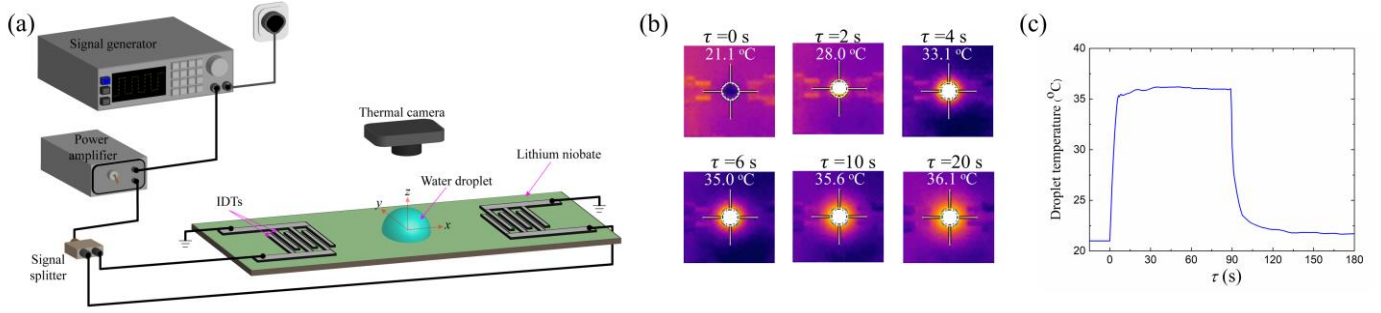 (a)
Signal generator
Power
amplifier
Signal
splitter
IDTs
Thermal camera
Water droplet
Lithium niobate
x
y
z
(b)
τ =0 s
21.1 °C
τ =2 s
28.0 °C
τ =4 s
33.1 °C
τ =6 s
35.0 °C
τ =10 s
35.6 °C
τ =20 s
36.1 °C
(c)
Droplet temperature (°C)
40
35
30
25
20
0 30 60 90 120 150 180
τ (s)